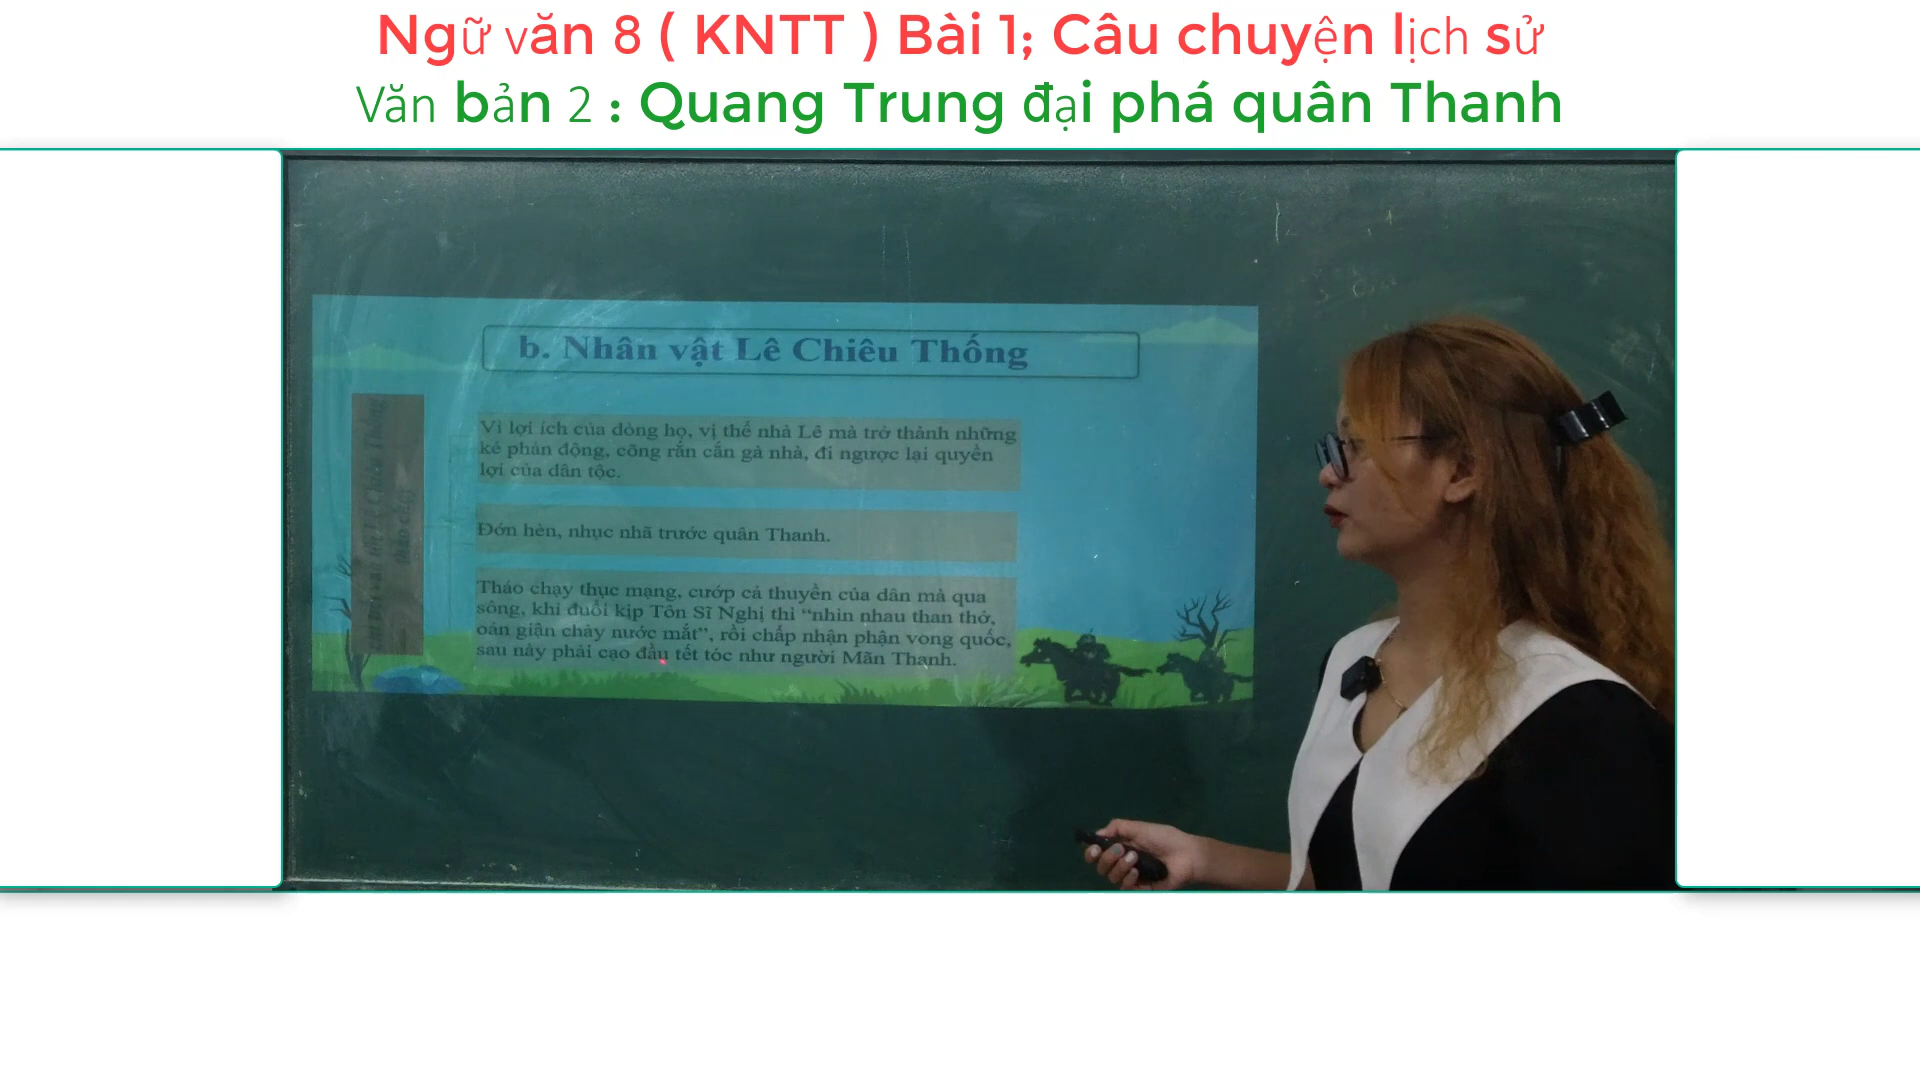 Ngữ văn 8 ( KNTT ) Bài 1; Câu chuyện lịch sử
Văn bản 2 : Quang Trung đại phá quân Thanh
b. Nhân vật Lê Chiêu Thống
Vì lợi ích của dòng họ, vị thế nhà Lê mà trở thành những
kẻ phản động, cõng rắn cắn gà nhà, đi ngược lại quyền
lợi của dân tộc.
Đớn hèn, nhục nhã trước quân Thanh.
Tháo chạy thục mạng, cướp cả thuyền của dân mà qua
sông, khi đuổi kịp Tôn Sĩ Nghị thì “nhìn nhau than thở,
oán giận chảy nước mắt”, rồi chấp nhận phận vong quốc,
sau này phải cạo đầu tết tóc như người Mãn Thanh.